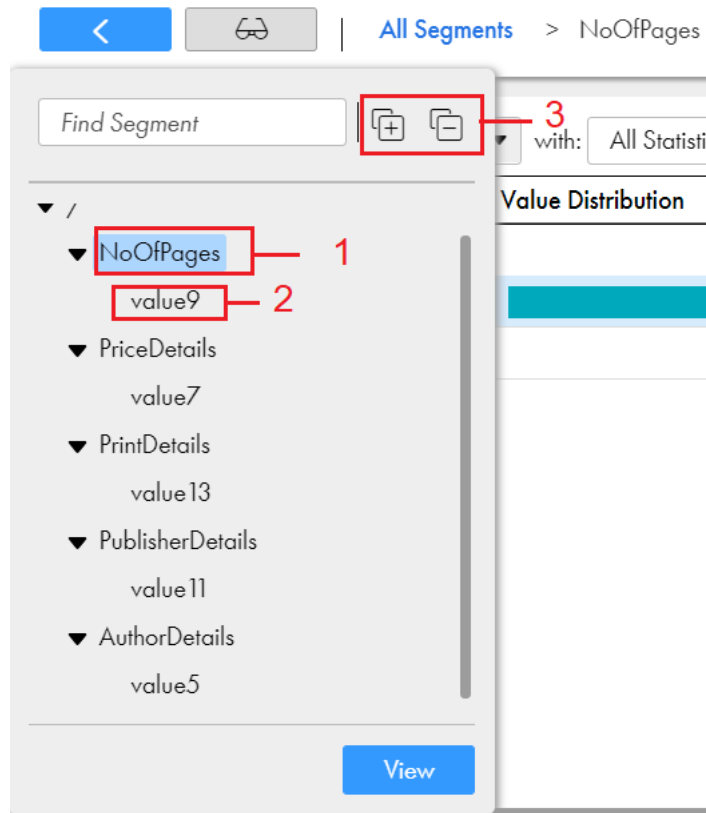 All Segments > NoOfPages
Find Segment
3
with: All Statisti
Value Distribution
/
NoOfPages
1
value9
2
PriceDetails
value7
PrintDetails
value13
PublisherDetails
value11
AuthorDetails
value5
View